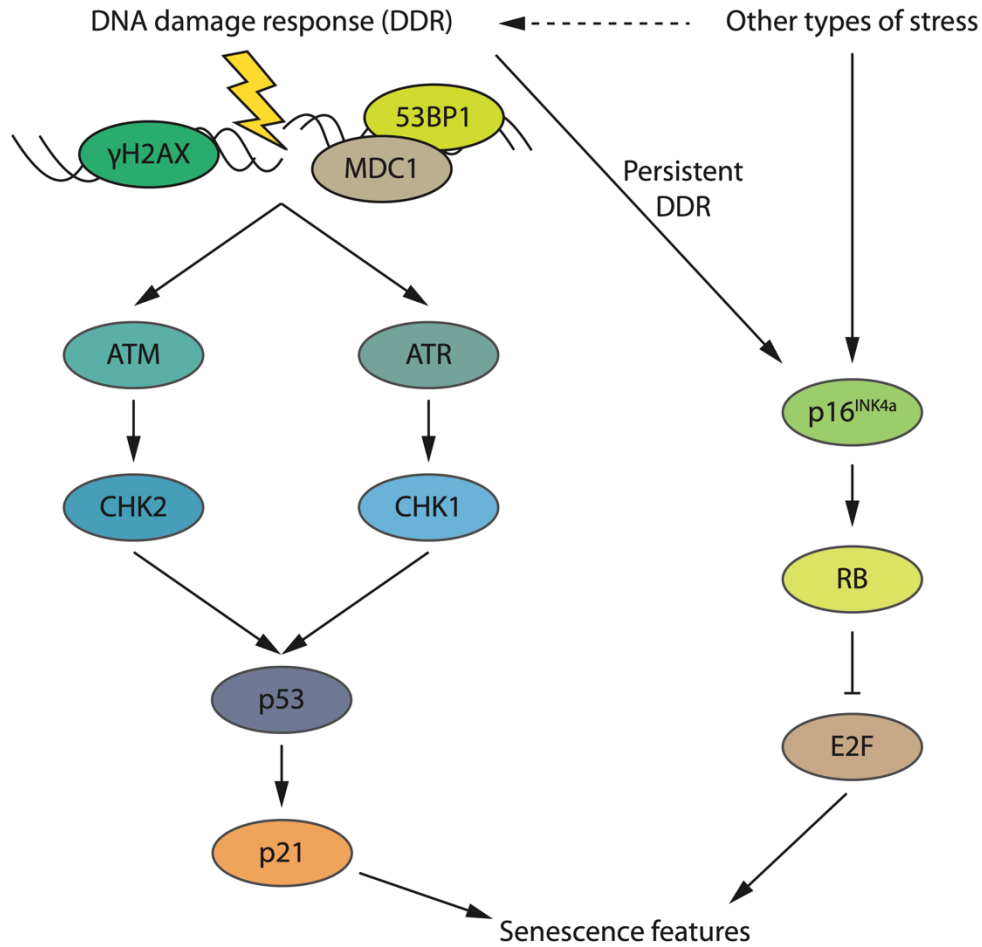 DNA damage response (DDR)
Other types of stress
53BP1
γH2AX
MDC1
Persistent
DDR
ATM
ATR
p16INK4a
CHK2
CHK1
RB
p53
E2F
p21
Senescence features